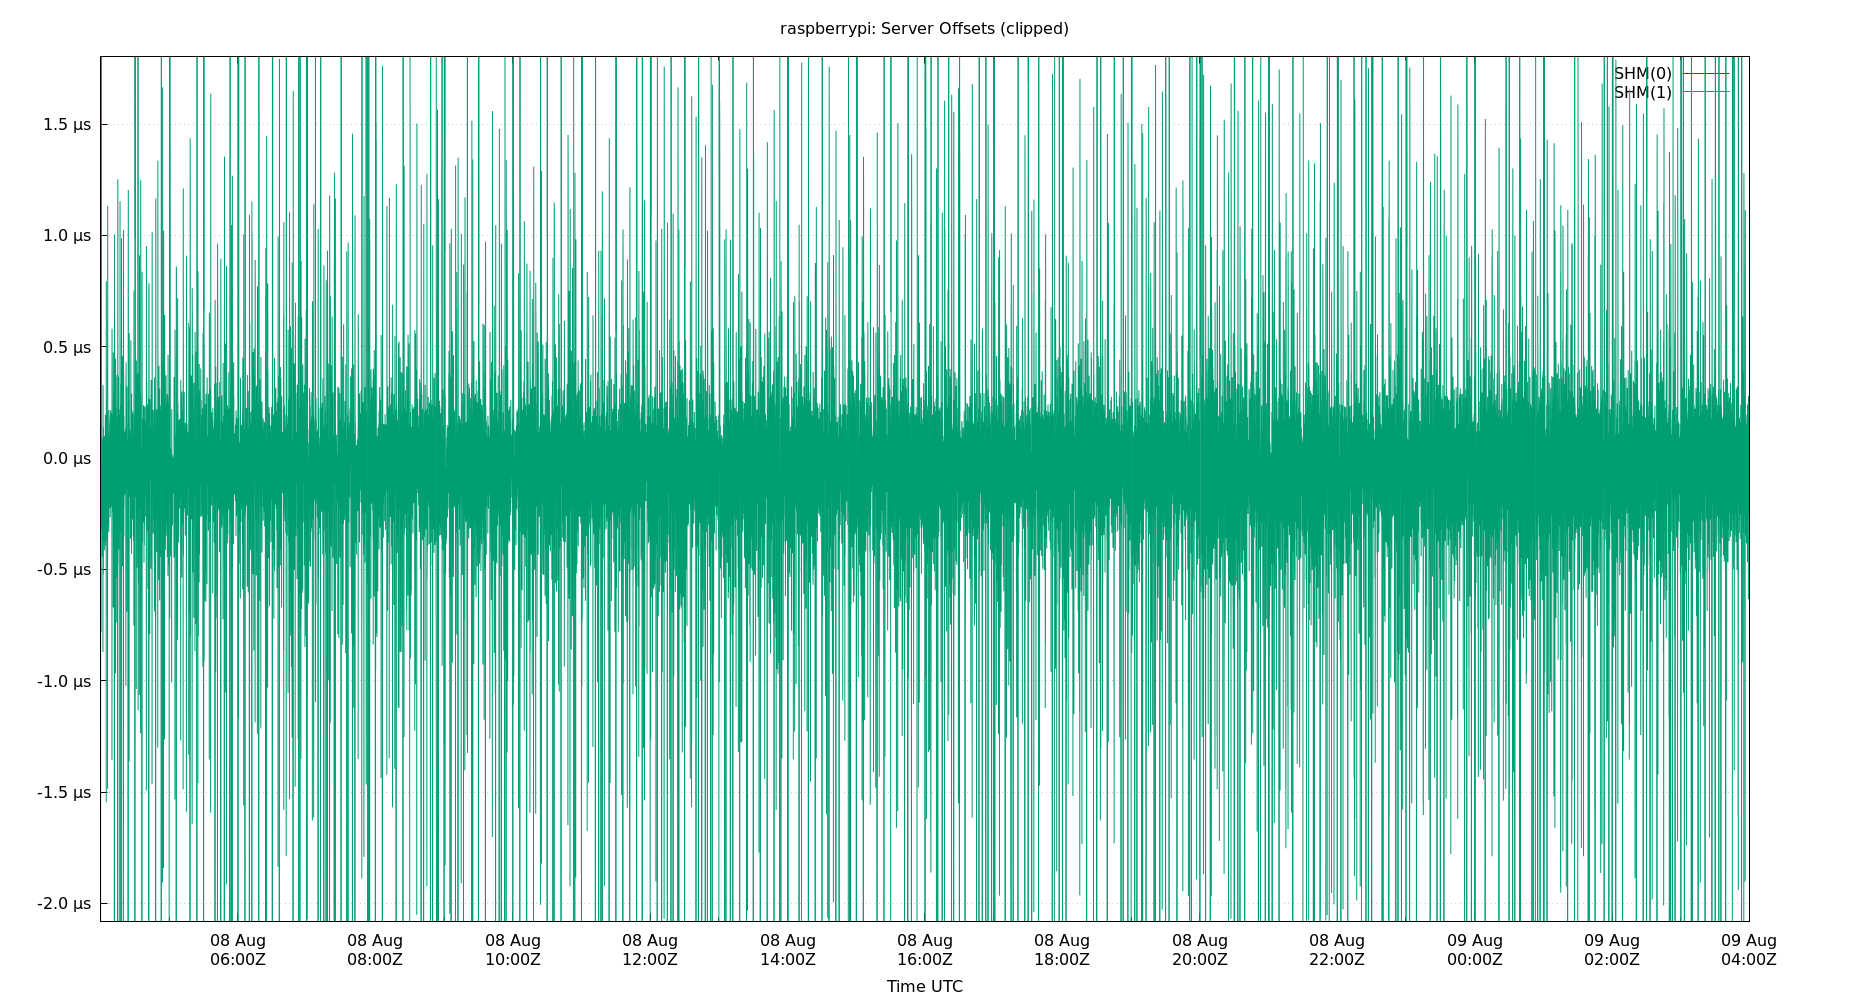 raspberrypi: Server Offsets (clipped)
SHM(0)
SHM(1)
1.5 µs
1.0 µs
0.5 µs
0.0 µs
-0.5 µs
-1.0 µs
-1.5 µs
-2.0 µs
08 Aug 08 Aug 08 Aug 08 Aug 08 Aug 08 Aug 08 Aug 08 Aug 08 Aug 09 Aug 09 Aug 09 Aug
06:00Z 08:00Z 10:00Z 12:00Z 14:00Z 16:00Z 18:00Z 20:00Z 22:00Z 00:00Z 02:00Z 04:00Z
Time UTC